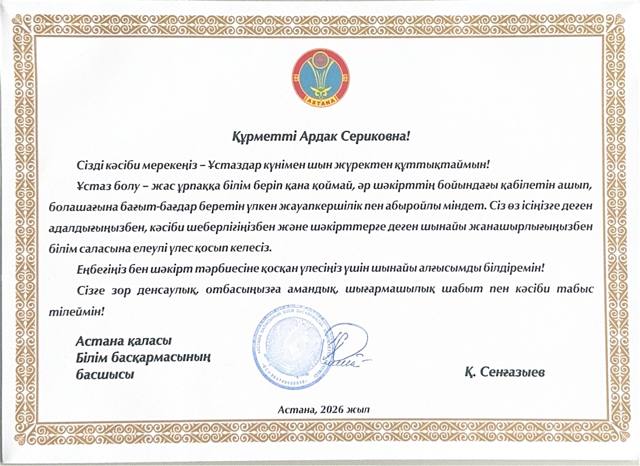 АСТАНА
Құрметті Ардак Сериковна!
Сізді кәсіби мерекеңіз – Ұстаздар күнімен шын жүректен құттықтаймын!
Ұстаз болу – жас ұрпаққа білім беріп қана қоймай, әр шәкірттің бойындағы қабілетін ашып,
болашағына бағыт-бағдар беретін үлкен жауапкершілік пен абыройлы міндет. Сіз өз ісіңізге деген
адалдығыңызбен, кәсіби шеберлігіңізбен және шәкірттерге деген шынайы жанашырлығыңызбен
білім саласына елеулі үлес қосып келесіз.
Еңбегіңіз бен шәкірт тәрбиесіне қосқан үлесіңіз үшін шынайы алғысымды білдіремін!
Сізге зор денсаулық, отбасыңызға амандық, шығармашылық шабыт пен кәсіби табыс
тілеймін!
Астана қаласы
Білім басқармасының
басшысы
Қ. Сенғазыев
Астана, 2026 жыл